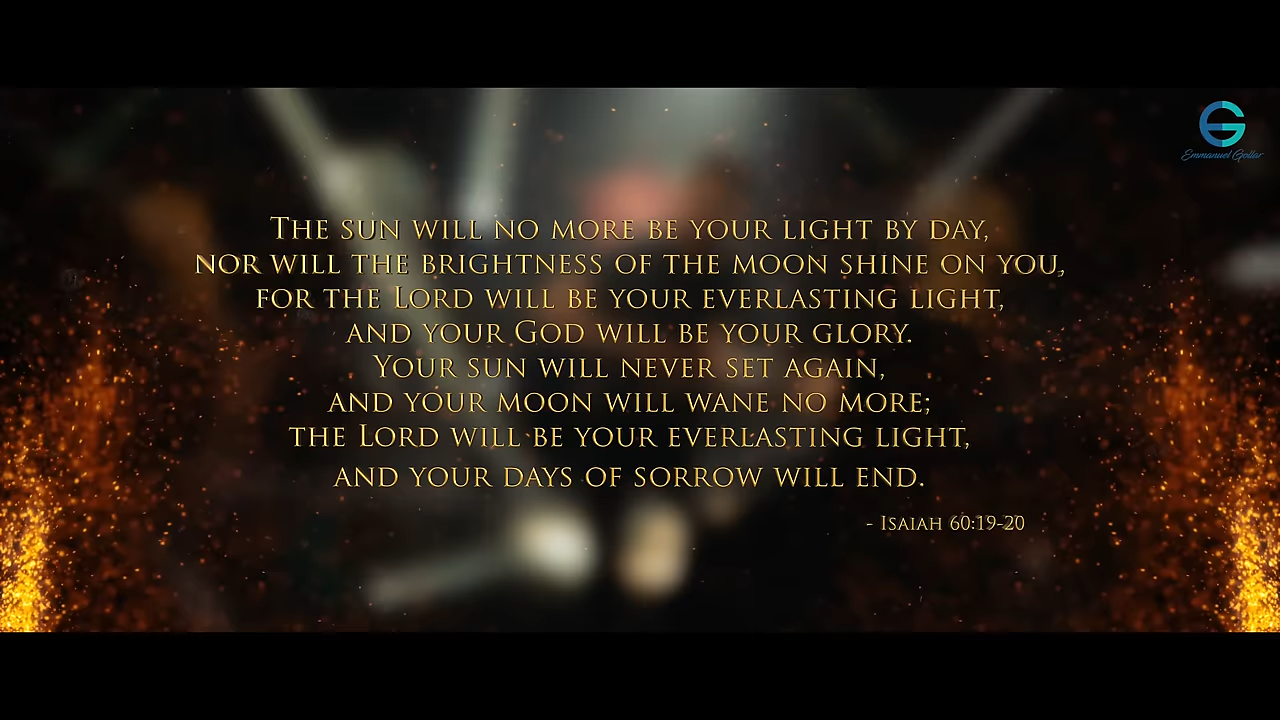 The sun will no more be your light by day,
nor will the brightness of the moon shine on you,
for the Lord will be your everlasting light,
and your God will be your glory.
Your sun will never set again,
and your moon will wane no more;
the Lord will be your everlasting light,
and your days of sorrow will end.
- Isaiah 60:19-20
Emmanuel Gollar